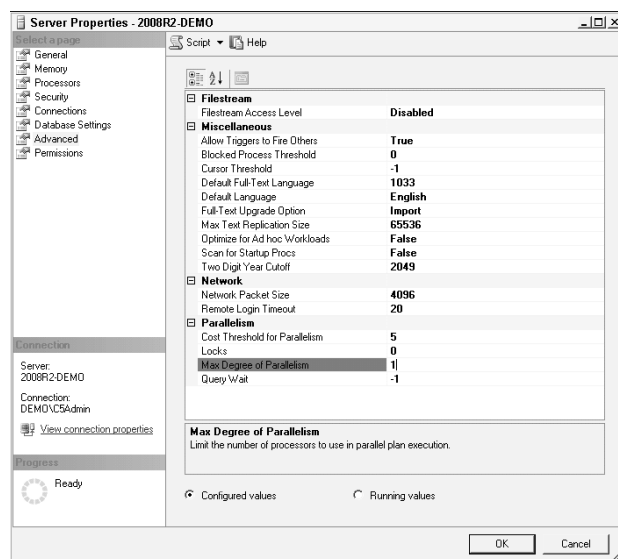 Server Properties - 2008R2-DEMO
Select a page
General
Memory
Processors
Security
Connections
Database Settings
Advanced
Permissions
Script Help
Filestream
Filestream Access Level Disabled
Miscellaneous
Allow Triggers to Fire Others True
Blocked Process Threshold 0
Cursor Threshold -1
Default Full-Text Language 1033
Default Language English
Full-Text Upgrade Option Import
Max Text Replication Size 65536
Optimize for Ad hoc Workloads False
Scan for Startup Procs False
Two Digit Year Cutoff 2049
Network
Network Packet Size 4096
Remote Login Timeout 20
Parallelism
Cost Threshold for Parallelism 5
Locks 0
Max Degree of Parallelism 1
Query Wait -1
Max Degree of Parallelism
Limit the number of processors to use in parallel plan execution.
Connection
Server:
2008R2-DEMO
Connection:
DEMO\C5Admin
View connection properties
Progress
Ready
Configured values Running values
OK Cancel